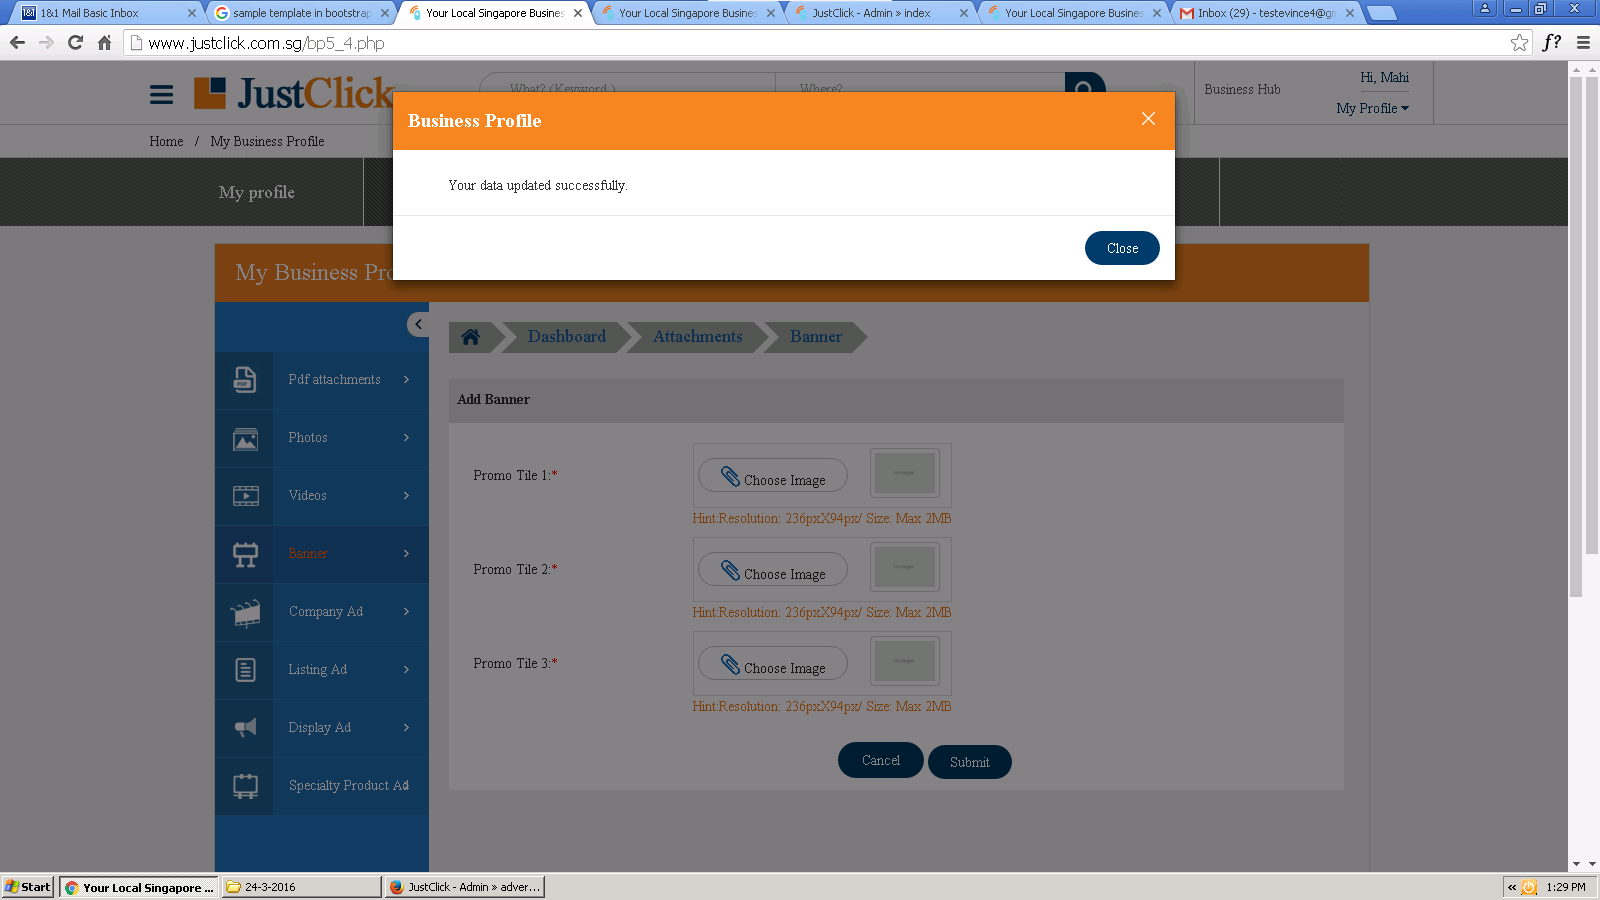 1&1 Mail Basic Inbox
sample template in bootstrap
Your Local Singapore Busines
Your Local Singapore Busines
JustClick - Admin » index
Your Local Singapore Busines
Inbox (29) - testevince4@gm
www.justclick.com.sg/bp5_4.php
f?
JustClick
What? (Keyword )
Where?
Business Hub
Hi, Mahi
My Profile
Home / My Business Profile
My profile
Business Profile
Your data updated successfully.
Close
My Business Pro
Dashboard
Attachments
Banner
Pdf attachments
Photos
Videos
Banner
Company Ad
Listing Ad
Display Ad
Specialty Product Ad
Add Banner
Promo Tile 1:*
Choose Image
Hint:Resolution: 236pxX94px/ Size: Max 2MB
Promo Tile 2:*
Choose Image
Hint:Resolution: 236pxX94px/ Size: Max 2MB
Promo Tile 3:*
Choose Image
Hint:Resolution: 236pxX94px/ Size: Max 2MB
Cancel
Submit
Start
Your Local Singapore ...
24-3-2016
JustClick - Admin » adver...
1:29 PM